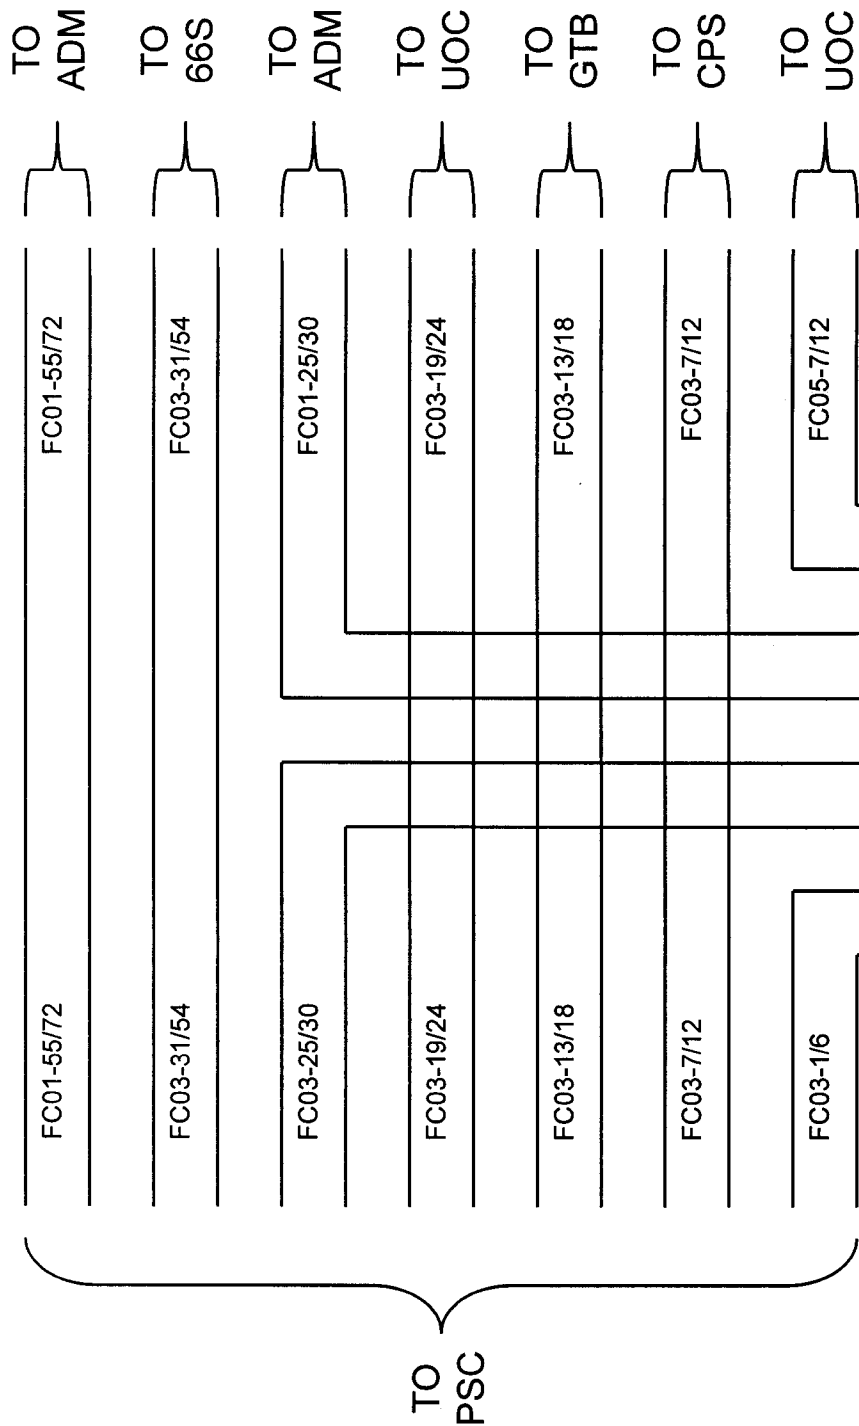 TO
PSC
FC01-55/72
FC01-55/72
TO
ADM
FC03-31/54
FC03-31/54
TO
66S
FC03-25/30
FC01-25/30
TO
ADM
FC03-19/24
FC03-19/24
TO
UOC
FC03-13/18
FC03-13/18
TO
GTB
FC03-7/12
FC03-7/12
TO
CPS
FC03-1/6
FC05-7/12
TO
UOC